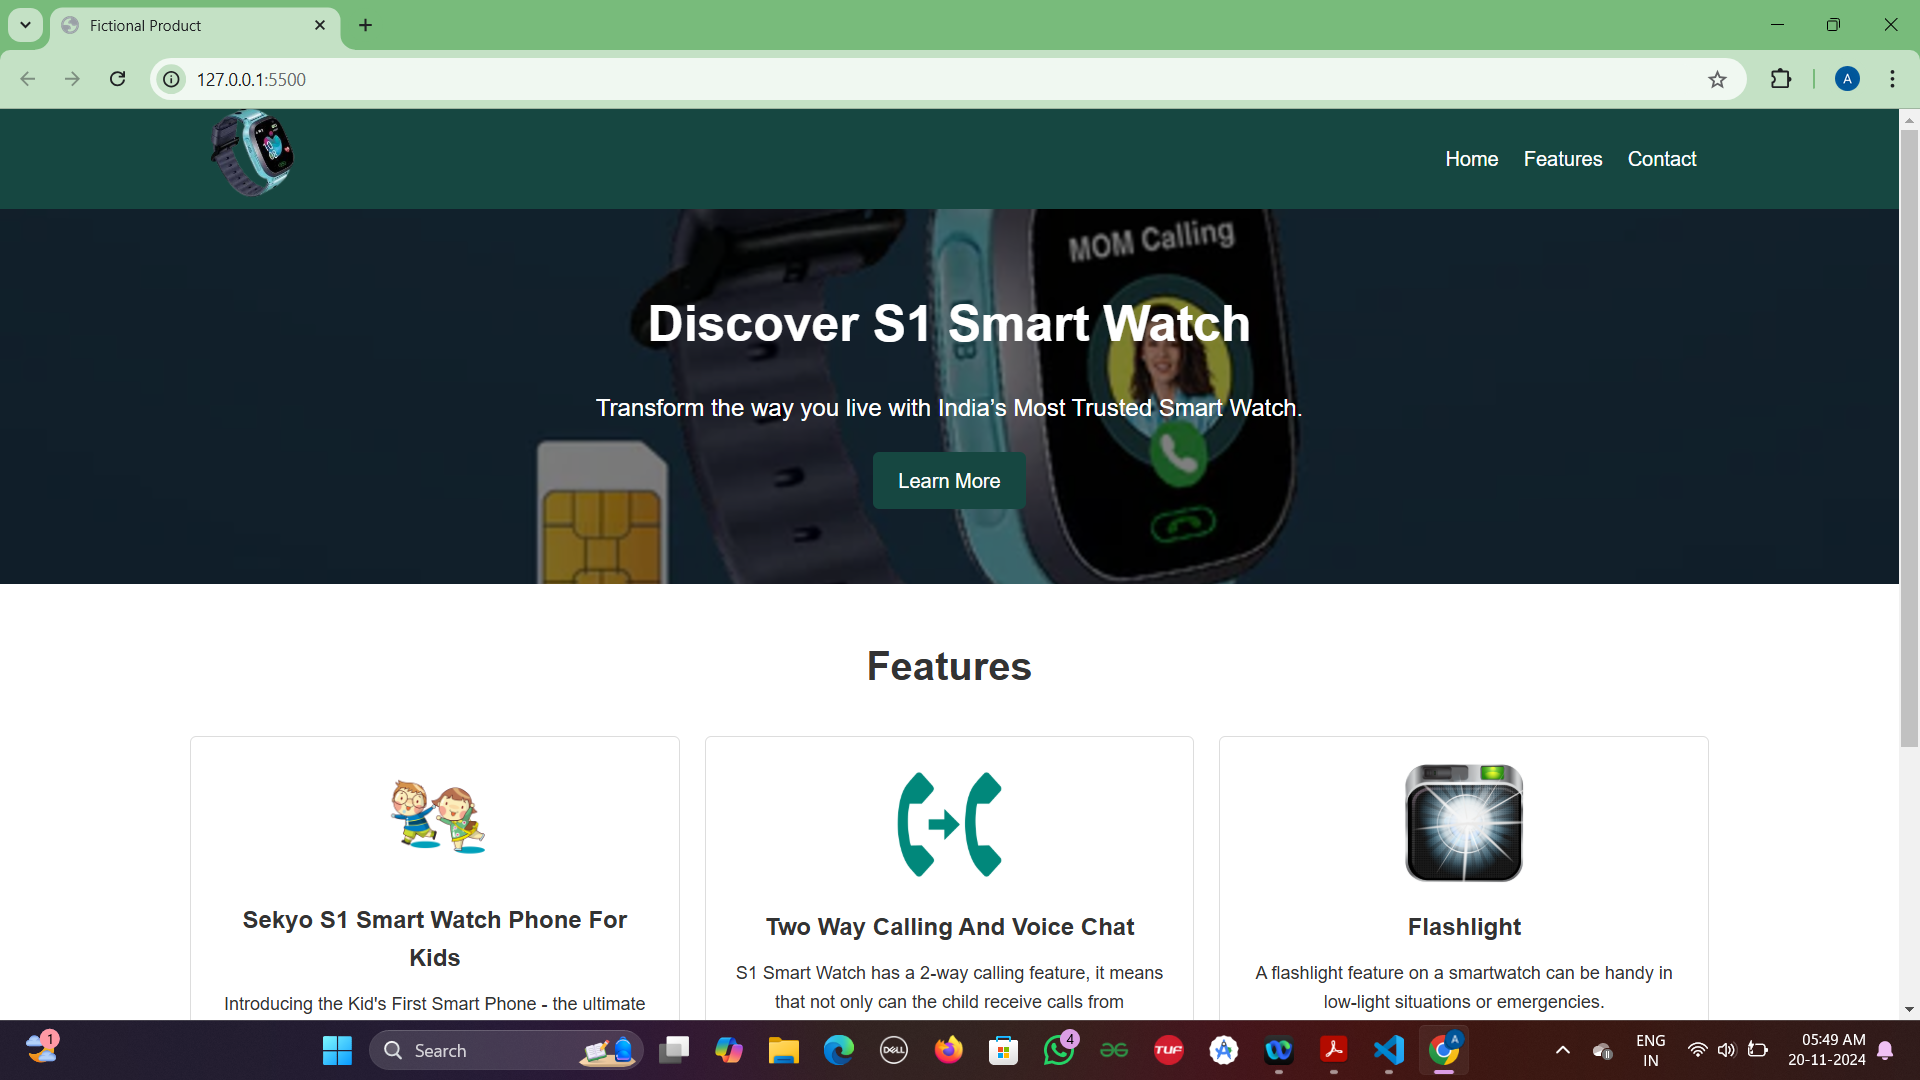 Fictional Product
127.0.0.1:5500
A
Home Features Contact
MOM Calling
Discover S1 Smart Watch
Transform the way you live with India's Most Trusted Smart Watch.
Learn More
Features
Sekyo S1 Smart Watch Phone For
Kids
Introducing the Kid's First Smart Phone - the ultimate
Two Way Calling And Voice Chat
S1 Smart Watch has a 2-way calling feature, it means
that not only can the child receive calls from
Flashlight
A flashlight feature on a smartwatch can be handy in
low-light situations or emergencies.
1
Search
DELL
4
TUF
A
ENG
IN
05:49 AM
20-11-2024